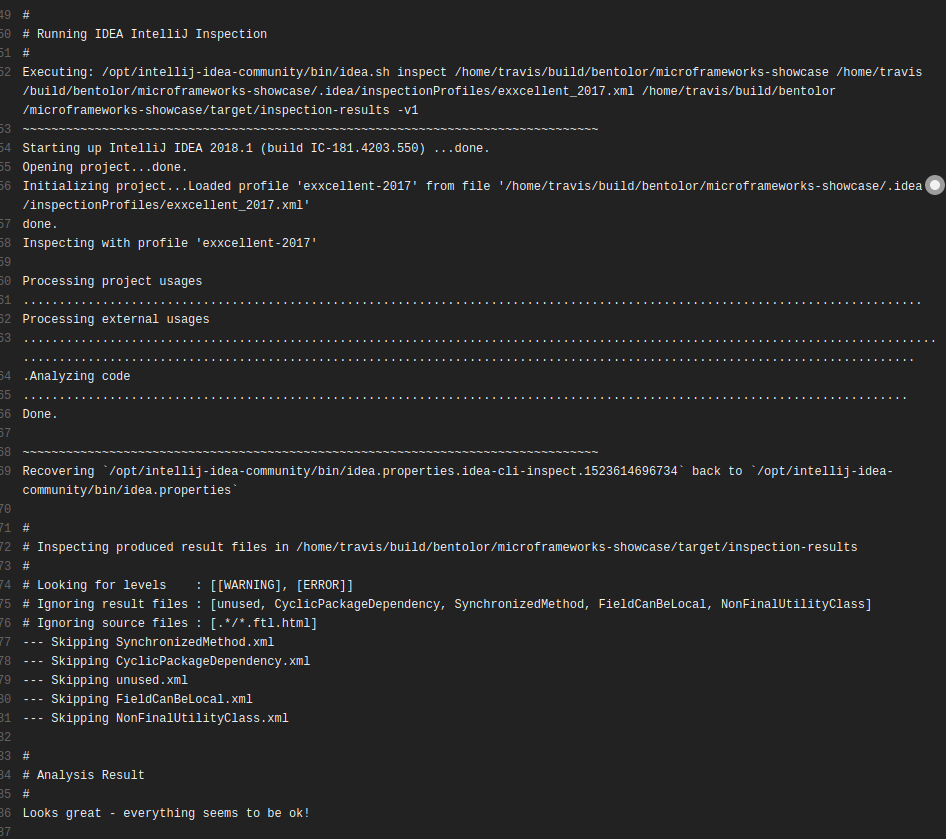 49 #
50 # Running IDEA IntelliJ Inspection
51 #
52 Executing: /opt/intellij-idea-community/bin/idea.sh inspect /home/travis/build/bentolor/microframeworks-showcase /home/travis
/build/bentolor/microframeworks-showcase/.idea/inspectionProfiles/exxcellent_2017.xml /home/travis/build/bentolor
/microframeworks-showcase/target/inspection-results -v1
53 ~~~~~~~~~~~~~~~~~~~~~~~~~~~~~~~~~~~~~~~~~~~~~~~~~~~~~~~~~~~~~~~~~~~~~~~~~~~~~~~~
54 Starting up IntelliJ IDEA 2018.1 (build IC-181.4203.550) ...done.
55 Opening project...done.
56 Initializing project...Loaded profile 'exxcellent-2017' from file '/home/travis/build/bentolor/microframeworks-showcase/.idea
/inspectionProfiles/exxcellent_2017.xml'
57 done.
58 Inspecting with profile 'exxcellent-2017'
59
60 Processing project usages
61 .............................................................................................................................
62 Processing external usages
63 ...............................................................................................................................
............................................................................................................................
64 .Analyzing code
65 ...........................................................................................................................
66 Done.
67
68 ~~~~~~~~~~~~~~~~~~~~~~~~~~~~~~~~~~~~~~~~~~~~~~~~~~~~~~~~~~~~~~~~~~~~~~~~~~~~~~~~
69 Recovering `/opt/intellij-idea-community/bin/idea.properties.idea-cli-inspect.1523614696734` back to `/opt/intellij-idea-
community/bin/idea.properties`
70
71 #
72 # Inspecting produced result files in /home/travis/build/bentolor/microframeworks-showcase/target/inspection-results
73 #
74 # Looking for levels    : [[WARNING], [ERROR]]
75 # Ignoring result files : [unused, CyclicPackageDependency, SynchronizedMethod, FieldCanBeLocal, NonFinalUtilityClass]
76 # Ignoring source files : [.*/*.ftl.html]
77 --- Skipping SynchronizedMethod.xml
78 --- Skipping CyclicPackageDependency.xml
79 --- Skipping unused.xml
80 --- Skipping FieldCanBeLocal.xml
81 --- Skipping NonFinalUtilityClass.xml
82
83 #
84 # Analysis Result
85 #
86 Looks great - everything seems to be ok!
87